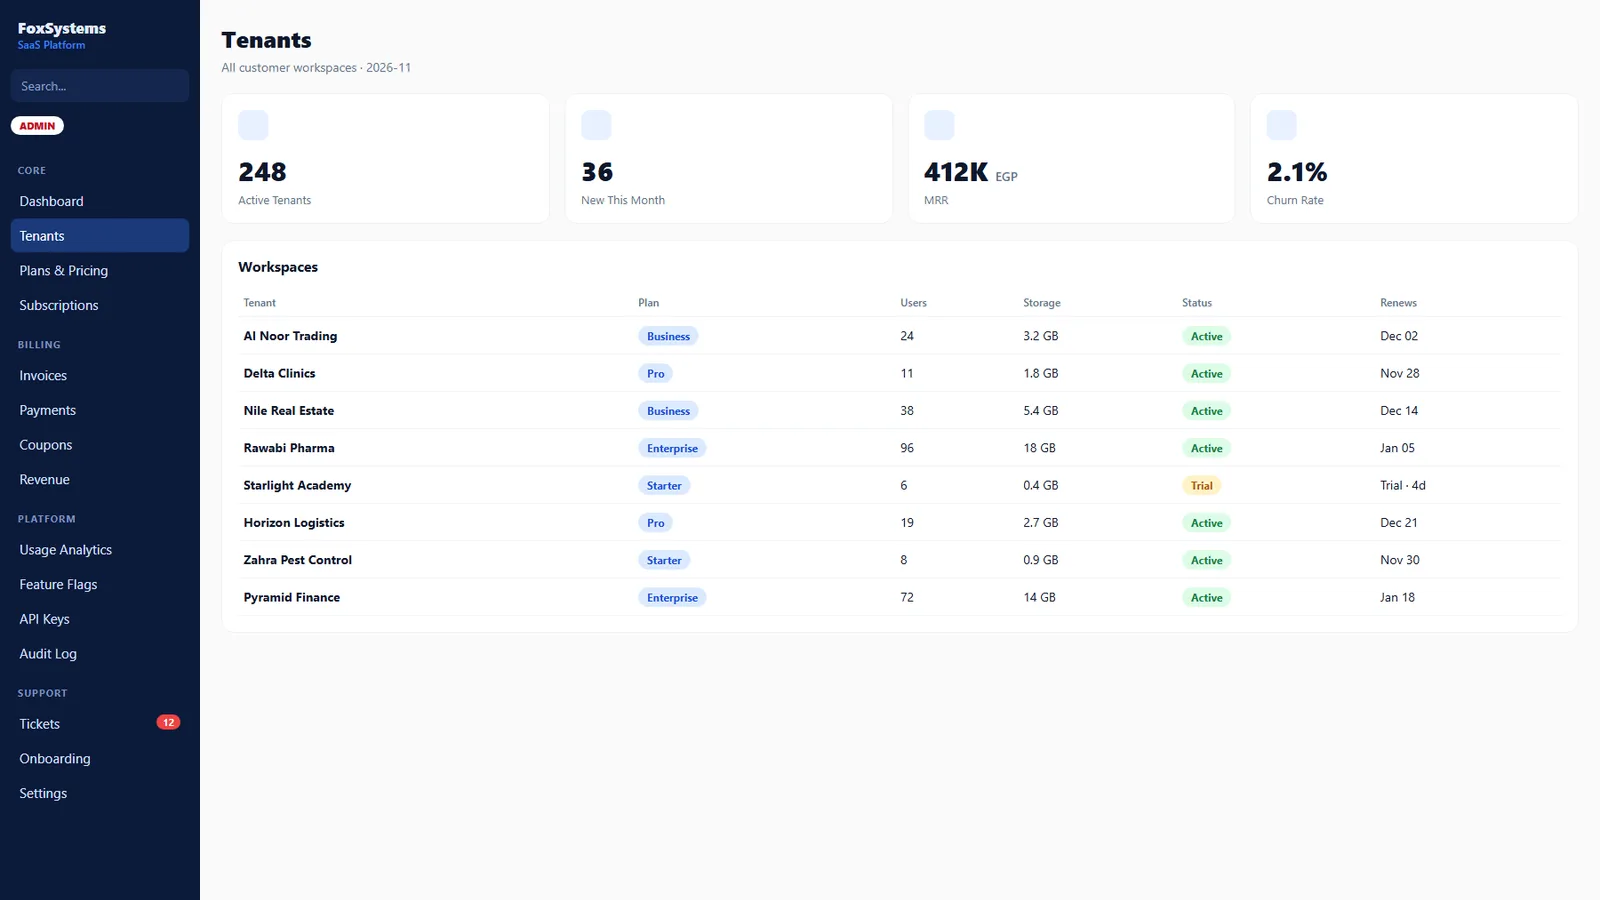 FoxSystems
SaaS Platform
Search...
ADMIN
CORE
Dashboard
Tenants
Plans & Pricing
Subscriptions
BILLING
Invoices
Payments
Coupons
Revenue
PLATFORM
Usage Analytics
Feature Flags
API Keys
Audit Log
SUPPORT
Tickets 12
Onboarding
Settings
Tenants
All customer workspaces · 2026-11
248
Active Tenants
36
New This Month
412K EGP
MRR
2.1%
Churn Rate
Workspaces
Tenant Plan Users Storage Status Renews
Al Noor Trading Business 24 3.2 GB Active Dec 02
Delta Clinics Pro 11 1.8 GB Active Nov 28
Nile Real Estate Business 38 5.4 GB Active Dec 14
Rawabi Pharma Enterprise 96 18 GB Active Jan 05
Starlight Academy Starter 6 0.4 GB Trial Trial · 4d
Horizon Logistics Pro 19 2.7 GB Active Dec 21
Zahra Pest Control Starter 8 0.9 GB Active Nov 30
Pyramid Finance Enterprise 72 14 GB Active Jan 18